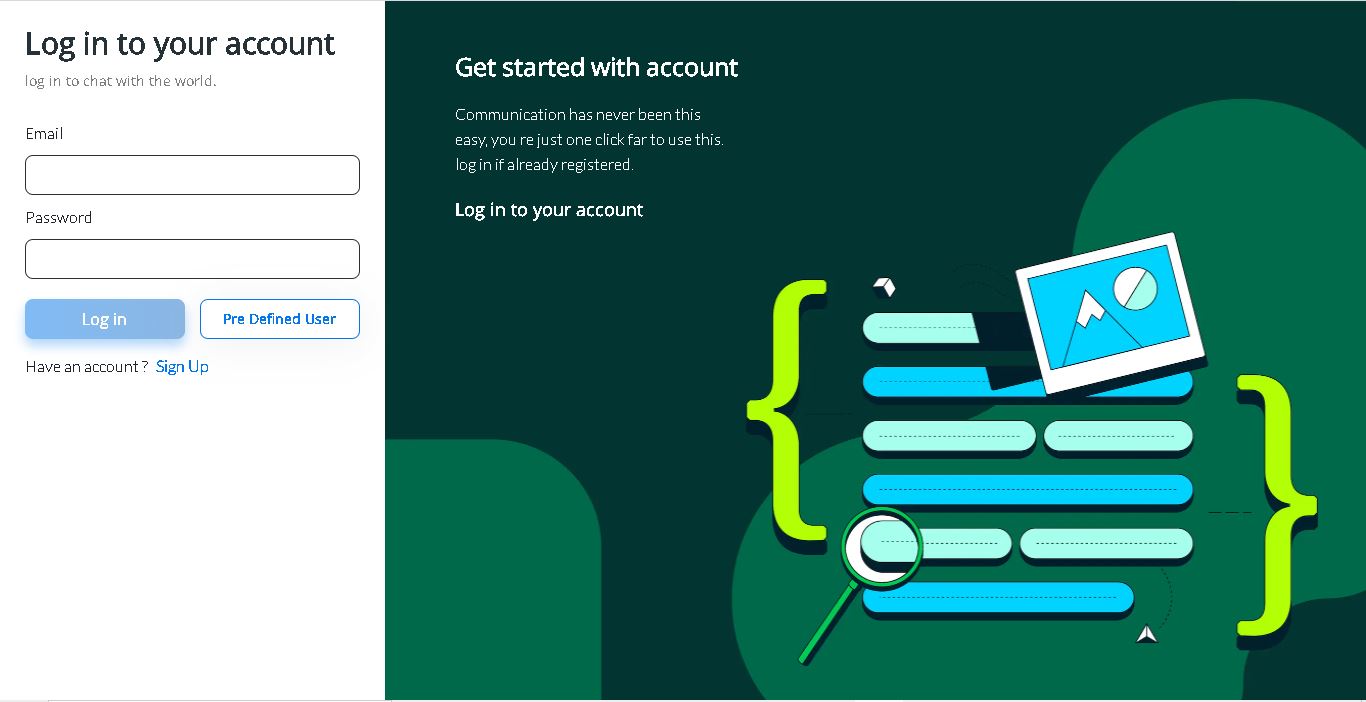 Log in to your account
log in to chat with the world.
Email
Password
Log in
Pre Defined User
Have an account ? Sign Up
Get started with account
Communication has never been this
easy, you re just one click far to use this.
log in if already registered.
Log in to your account